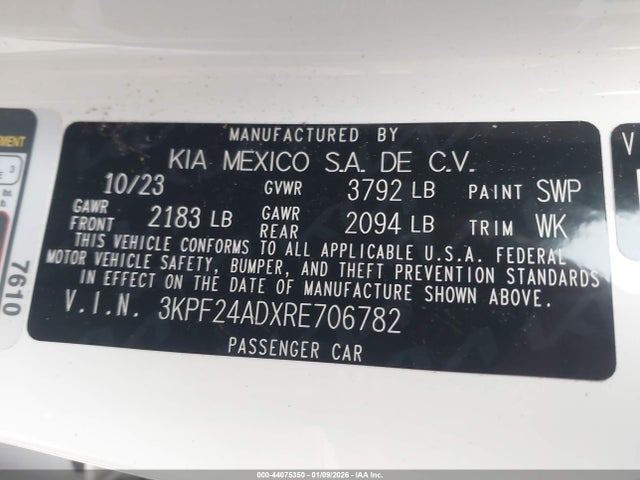 MANUFACTURED BY
KIA MEXICO S.A. DE C.V.
10/23 GVWR 3792 LB PAINT SWP
GAWR FRONT 2183 LB GAWR REAR 2094 LB TRIM WK
THIS VEHICLE CONFORMS TO ALL APPLICABLE U.S.A. FEDERAL
MOTOR VEHICLE SAFETY, BUMPER, AND THEFT PREVENTION STANDARDS
IN EFFECT ON THE DATE OF MANUFACTURE SHOWN ABOVE.
V.I.N. 3KPF24ADXRE706782
PASSENGER CAR
7610
000-44075350 - 01/09/2026 - IAA Inc.